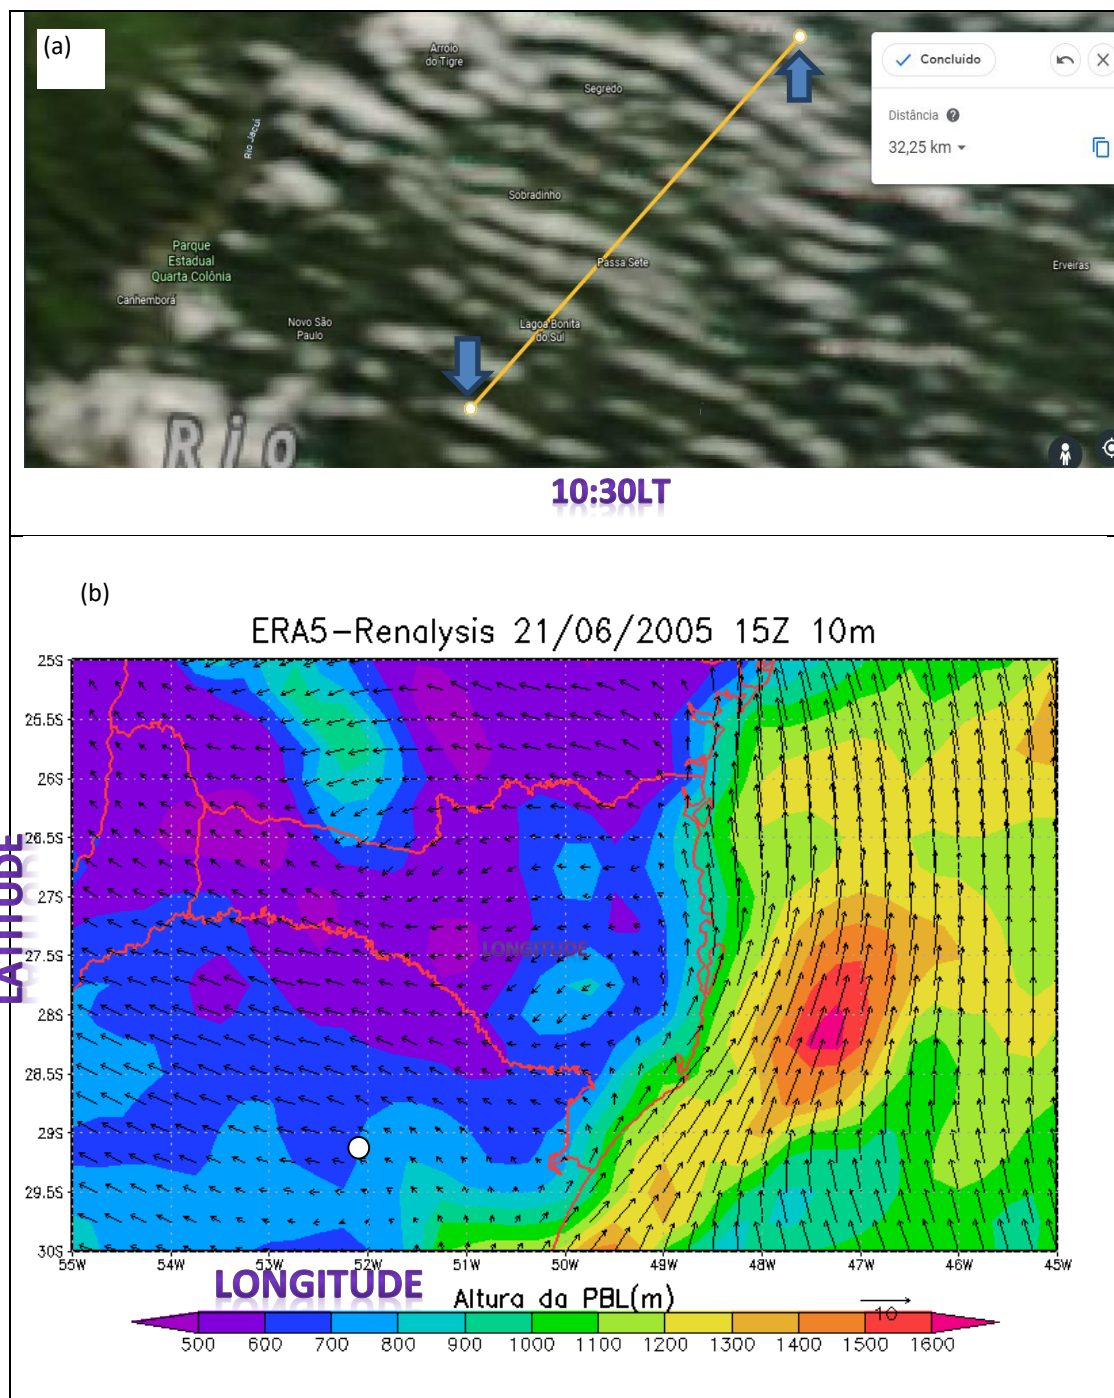 (a)
Arroio
do Tigre
Segredo
Concluído
Distância
32,25 km
Rio Jacuí
Sobradinho
Parque
Estadual
Quarta Colônia
Canhemborá
Passa Sete
Erveiras
Novo São
Paulo
Lagoa Bonita
do Sul
Rio
10:30LT
(b)
ERA5-Renalysis 21/06/2005 15Z 10m
25S
26.5S
25.5S
26S
26.5S
27S
27.5S
28S
28.5S
29S
29.5S
30S
LATITUDE
LONGITUDE
55W 54W 53W 52W 51W 50W 49W 48W 47W 46W 45W
LONGITUDE
Altura da PBL(m)
10
500 600 700 800 900 1000 1100 1200 1300 1400 1500 1600